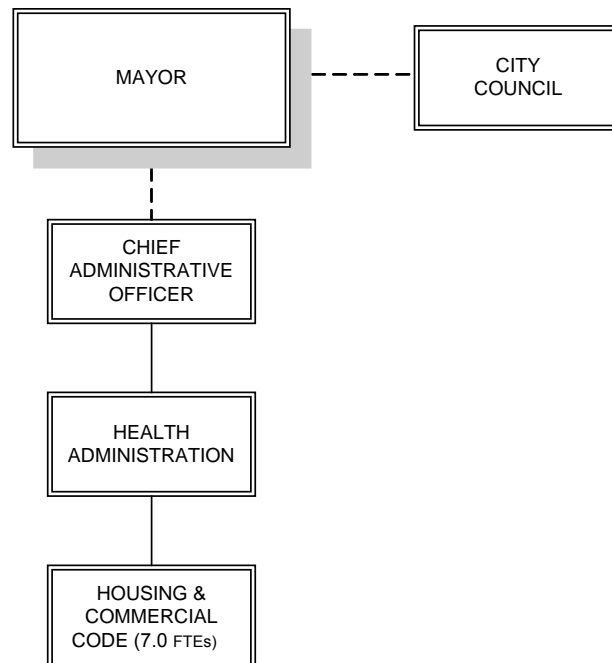 MAYOR
CITY
COUNCIL
CHIEF
ADMINISTRATIVE
OFFICER
HEALTH
ADMINISTRATION
HOUSING &
COMMERCIAL
CODE (7.0 FTEs)